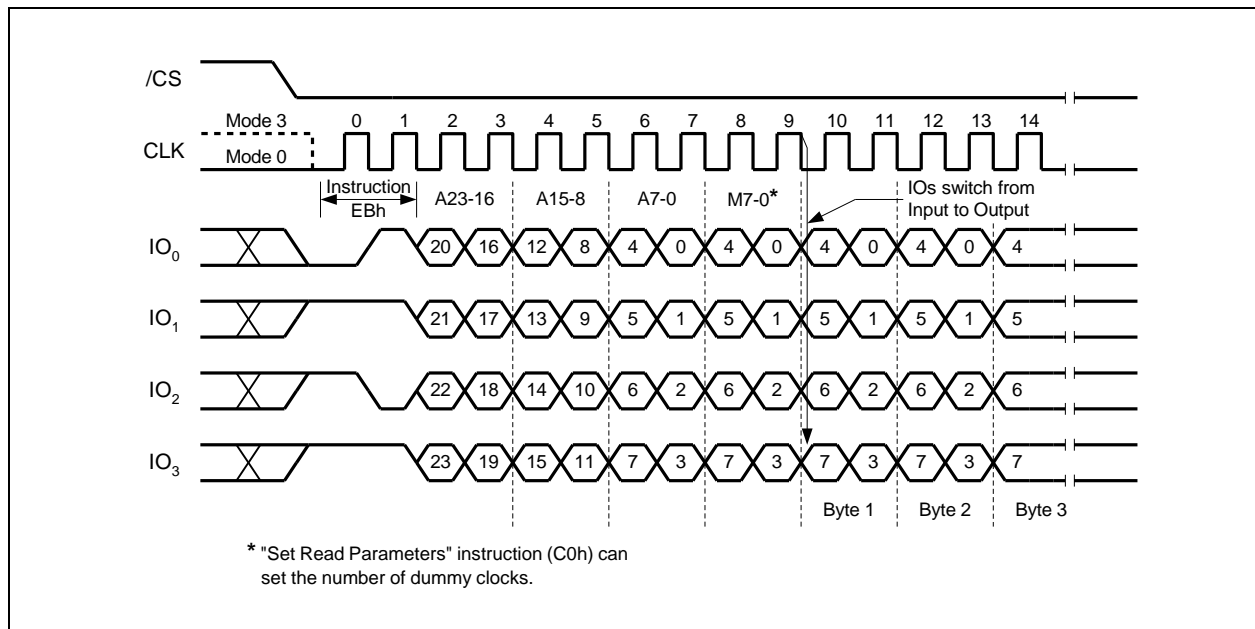 /CS
Mode 3 0 1 2 3 4 5 6 7 8 9 10 11 12 13 14
CLK Mode 0
Instruction EBh A23-16 A15-8 A7-0 M7-0* IOs switch from Input to Output
IO0 20 16 12 8 4 0 4 0 4 0 4 0 4
IO1 21 17 13 9 5 1 5 1 5 1 5 1 5
IO2 22 18 14 10 6 2 6 2 6 2 6 2 6
IO3 23 19 15 11 7 3 7 3 7 3 7 3 7
Byte 1 Byte 2 Byte 3
* "Set Read Parameters" instruction (C0h) can
set the number of dummy clocks.